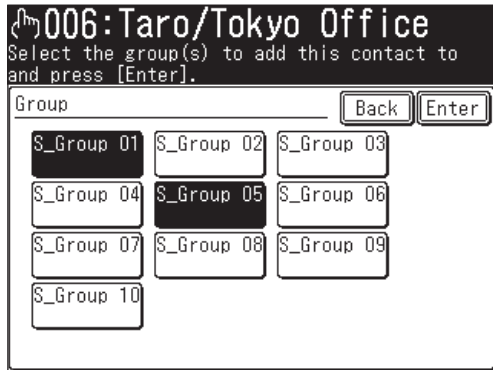 006:Taro/Tokyo Office
Select the group(s) to add this contact to
and press [Enter].
Group Back Enter
S_Group 01 S_Group 02 S_Group 03
S_Group 04 S_Group 05 S_Group 06
S_Group 07 S_Group 08 S_Group 09
S_Group 10